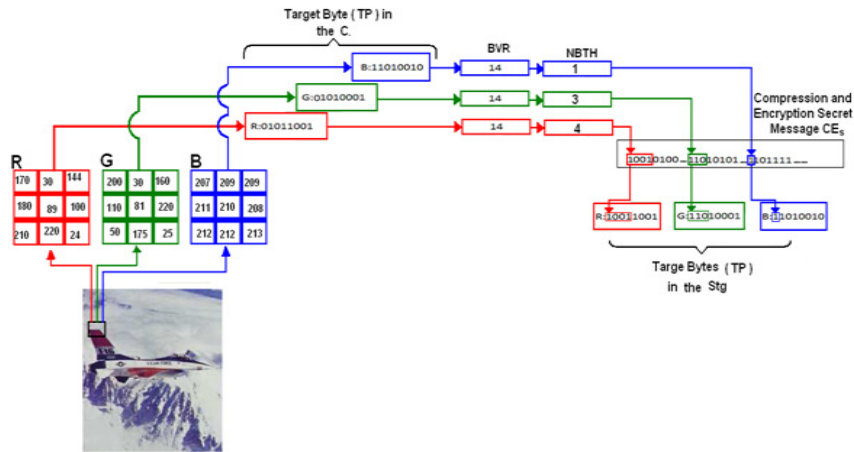 Target Byte (TP) in
the C.
BVR
NBTH
B:11010010
14
1
G:01010001
14
3
R:01011001
14
4
Compression and
Encryption Secret
Message CEs
10010100...11010101...1101111......
R
G
B
170 30 144
180 89 100
210 220 24
200 30 160
110 81 220
50 175 25
207 209 209
211 210 208
212 212 213
R:10011001
G:11010001
B:11010010
Targe Bytes (TP)
in the Stg